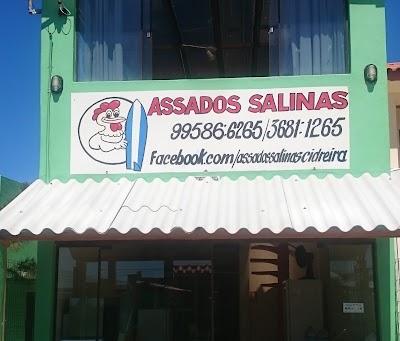 ASSADOS SALINAS
99586:6265/3681-1265
Facebook.com/assadossalinascidreira